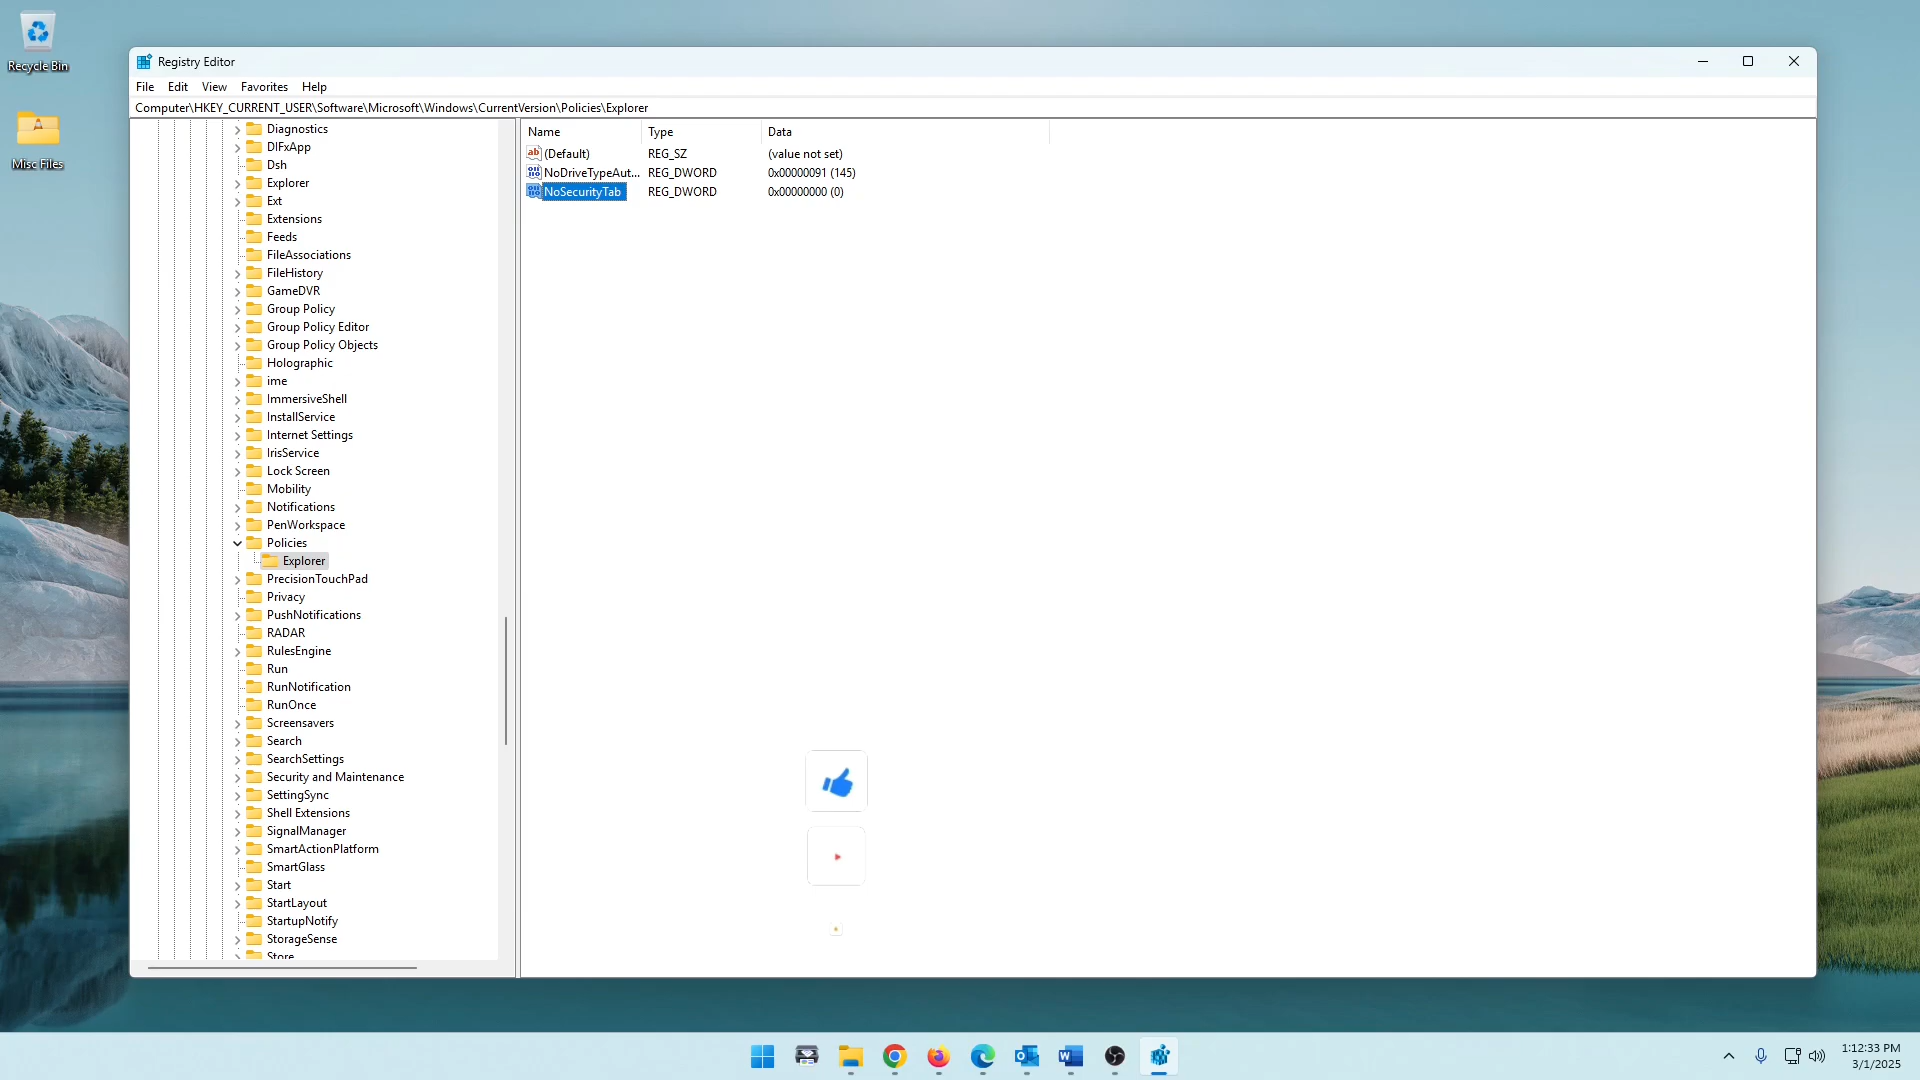 Recycle Bin
Misc Files
Registry Editor
File Edit View Favorites Help
Computer\HKEY_CURRENT_USER\Software\Microsoft\Windows\CurrentVersion\Policies\Explorer
Diagnostics
DIFxApp
Dsh
Explorer
Ext
Extensions
Feeds
FileAssociations
FileHistory
GameDVR
Group Policy
Group Policy Editor
Group Policy Objects
Holographic
ime
ImmersiveShell
InstallService
Internet Settings
IrisService
Lock Screen
Mobility
Notifications
PenWorkspace
Policies
Explorer
PrecisionTouchPad
Privacy
PushNotifications
RADAR
RulesEngine
Run
RunNotification
RunOnce
Screensavers
Search
SearchSettings
Security and Maintenance
SettingSync
Shell Extensions
SignalManager
SmartActionPlatform
SmartGlass
Start
StartLayout
StartupNotify
StorageSense
Store
Name Type Data
(Default) REG_SZ (value not set)
NoDriveTypeAut... REG_DWORD 0x00000091 (145)
NoSecurityTab REG_DWORD 0x00000000 (0)
1:12:33 PM
3/1/2025